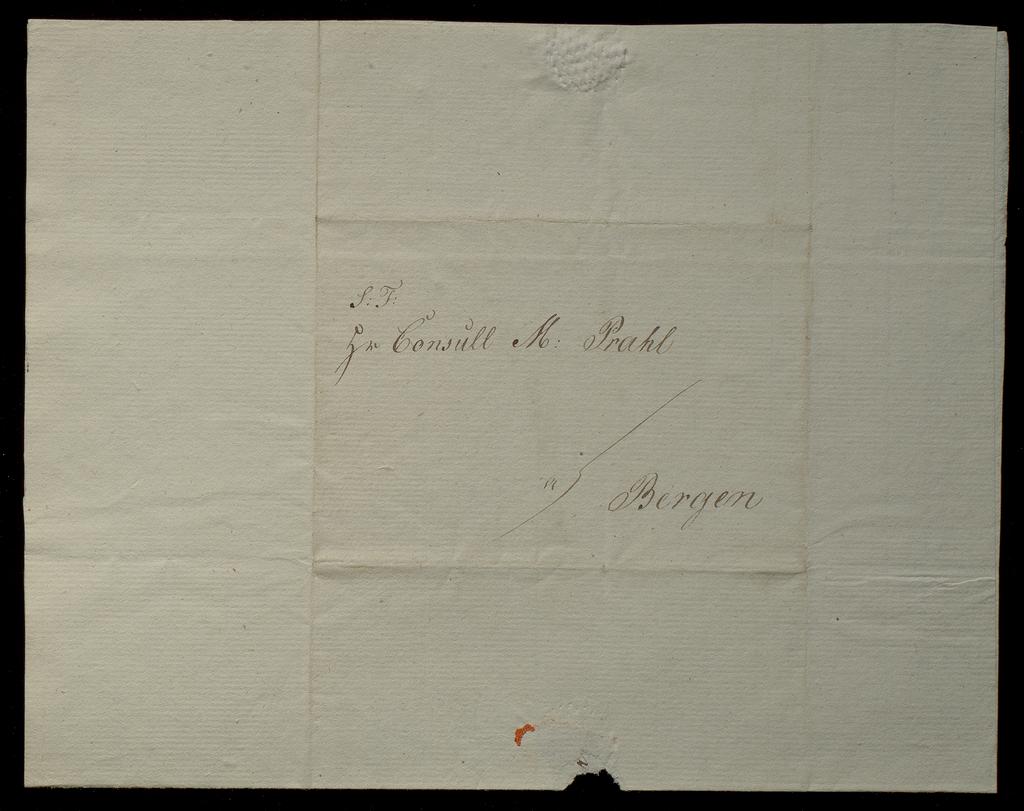 S: T:
Hr Consull M: Prahl
Bergen